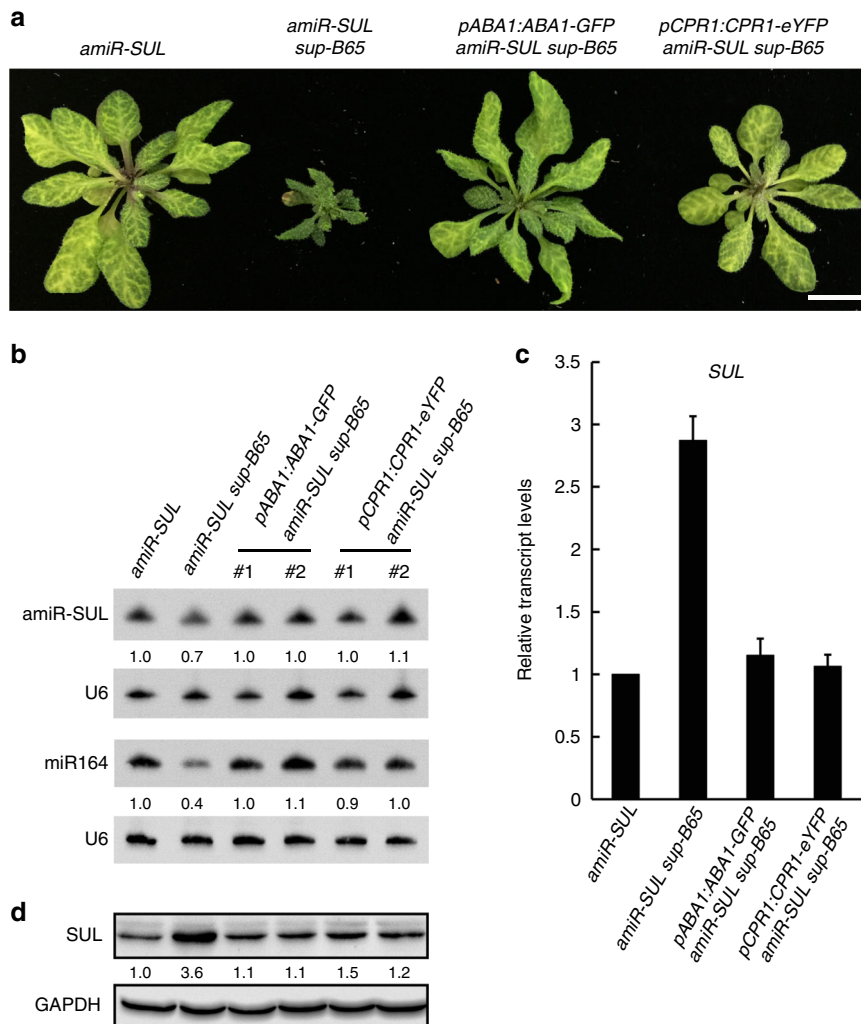 a
amiR-SUL
amiR-SUL
sup-B65
pABA1:ABA1-GFP
amiR-SUL sup-B65
pCPR1:CPR1-eYFP
amiR-SUL sup-B65
b
amiR-SUL
amiR-SUL sup-B65
pABA1:ABA1-GFP
amiR-SUL sup-B65
pCPR1:CPR1-eYFP
amiR-SUL sup-B65
#1 #2 #1 #2
amiR-SUL
1.0 0.7 1.0 1.0 1.0 1.1
U6
miR164
1.0 0.4 1.0 1.1 0.9 1.0
U6
c
SUL
Relative transcript levels
3.5
3
2.5
2
1.5
1
0.5
0
amiR-SUL
amiR-SUL sup-B65
pABA1:ABA1-GFP
amiR-SUL sup-B65
pCPR1:CPR1-eYFP
amiR-SUL sup-B65
d
SUL
1.0 3.6 1.1 1.1 1.5 1.2
GAPDH